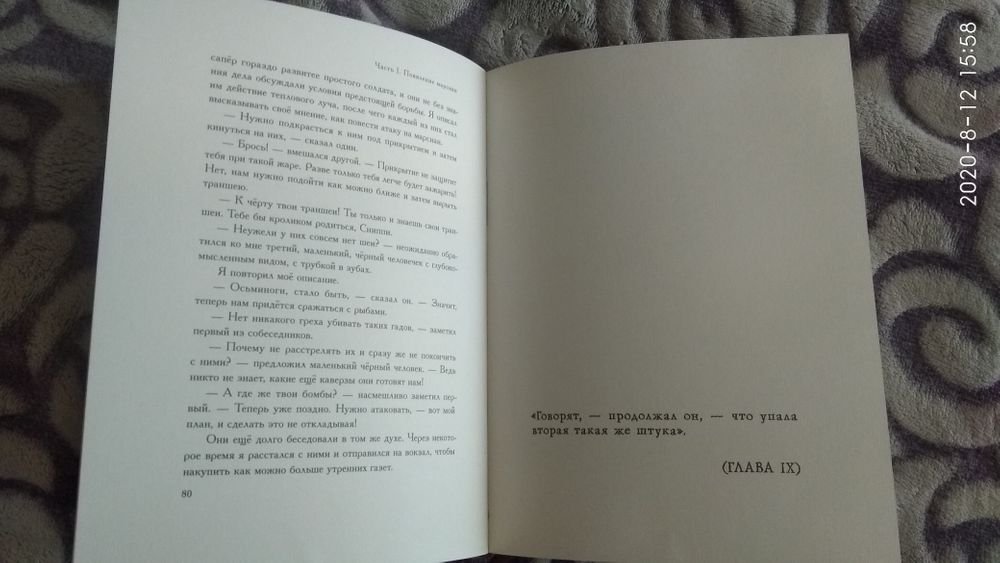 Часть I. Появление марсиан
сапёр гораздо развитее простого солдата, и они не без зна-
ния дела обсуждали условия предстоящей борьбы. Я описал
им действие теплового луча, после чего каждый из них стал
высказывать своё мнение, как повести атаку на марсиан.
— Нужно подкрасться к ним под прикрытием и затем
кинуться на них, — сказал один.
— Брось! — вмешался другой. — Прикрытие не защитит
тебя при такой жаре. Разве только тебя легче будет зажарить!
Нет, нам нужно подойти как можно ближе и затем вырыть
траншею.
— К чёрту твои траншеи! Ты только и знаешь свои тран-
шеи. Тебе бы кроликом родиться, Сниппи.
— Неужели у них совсем нет шеи? — неожиданно обра-
тился ко мне третий, маленький, чёрный человечек с глубоко-
мысленным видом, с трубкой в зубах.
Я повторил моё описание.
— Осьминоги, стало быть, — сказал он. — Значит,
теперь нам придётся сражаться с рыбами.
— Нет никакого греха убивать таких гадов, — заметил
первый из собеседников.
— Почему не расстрелять их и сразу же не покончить
с ними? — предложил маленький чёрный человек. — Ведь
никто не знает, какие ещё каверзы они готовят нам!
— А где же твои бомбы? — насмешливо заметил пер-
вый. — Теперь уже поздно. Нужно атаковать, — вот мой
план, и сделать это не откладывая!
Они ещё долго беседовали в том же духе. Через некото-
рое время я расстался с ними и отправился на вокзал, чтобы
накупить как можно больше утренних газет.
80
«Говорят, — продолжал он, — что упала
вторая такая же штука».
(ГЛАВА IX)
2020-8-12 15:58